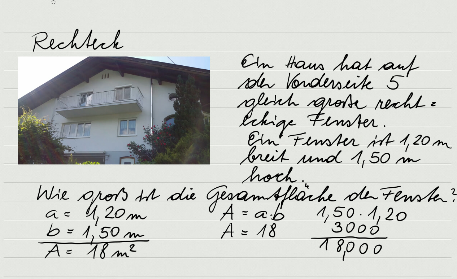 Rechteck
Ein Haus hat auf
der Vorderseite 5
gleich große recht=
eckige Fenster.
Ein Fenster ist 1,20 m
breit und 1,50 m
hoch.
Wie groß ist die Gesamtfläche der Fenster?
a = 1,20 m
b = 1,50 m
A = 18 m²
A = a·b
A = 18
1,50 · 1,20
3000
18,000